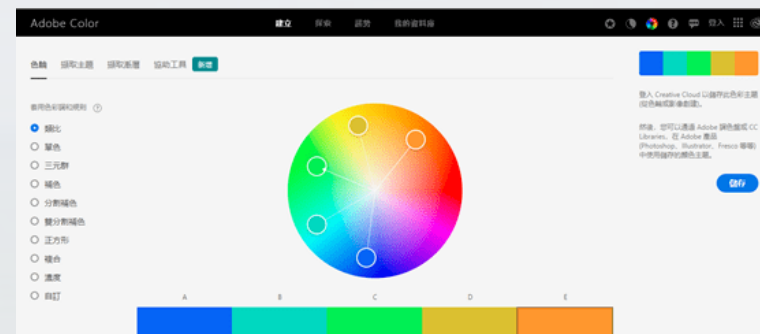 Adobe Color
建立 探索 趨勢 我的資料庫
登入
色輪 擷取主題 擷取漸層 協助工具 新增
套用色彩調和規則 ?
類比
單色
三元群
補色
分割補色
雙分割補色
正方形
複合
濃度
自訂
A B C D E
登入 Creative Cloud 以儲存此色彩主題
(從色輪或影像創建)。
然後，您可以透過 Adobe 調色盤或 CC
Libraries，在 Adobe 產品
(Photoshop、Illustrator、Fresco 等等)
中使用儲存的顏色主題。
儲存